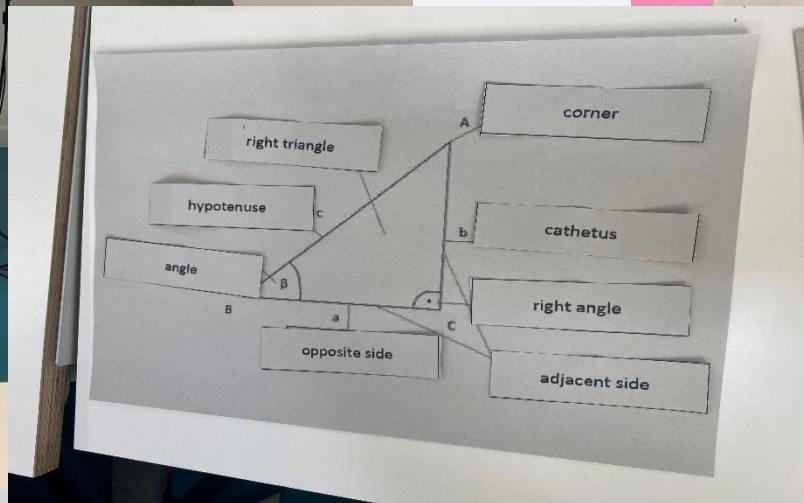 A
corner
right triangle
hypotenuse
c
b
cathetus
angle
β
B
a
C
right angle
opposite side
adjacent side